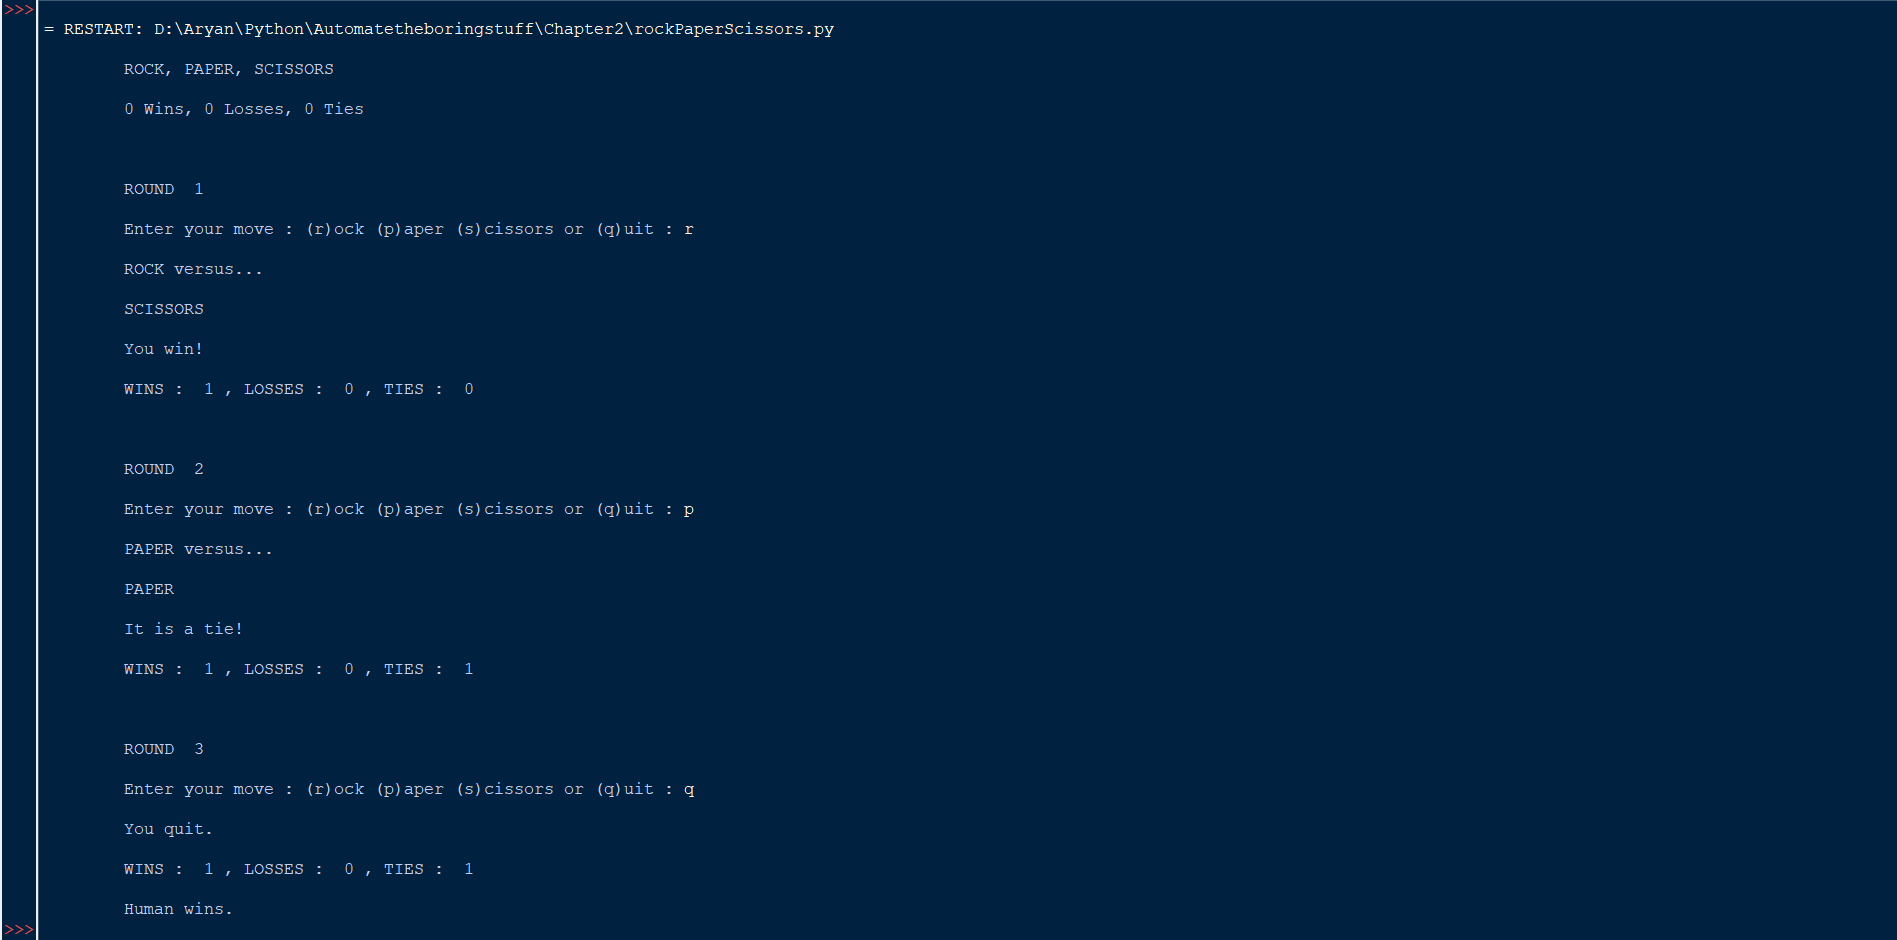 >>>
= RESTART: D:\Aryan\Python\Automatetheboringstuff\Chapter2\rockPaperScissors.py
ROCK, PAPER, SCISSORS
0 Wins, 0 Losses, 0 Ties
ROUND  1
Enter your move : (r)ock (p)aper (s)cissors or (q)uit : r
ROCK versus...
SCISSORS
You win!
WINS :  1 , LOSSES :  0 , TIES :  0
ROUND  2
Enter your move : (r)ock (p)aper (s)cissors or (q)uit : p
PAPER versus...
PAPER
It is a tie!
WINS :  1 , LOSSES :  0 , TIES :  1
ROUND  3
Enter your move : (r)ock (p)aper (s)cissors or (q)uit : q
You quit.
WINS :  1 , LOSSES :  0 , TIES :  1
Human wins.
>>>